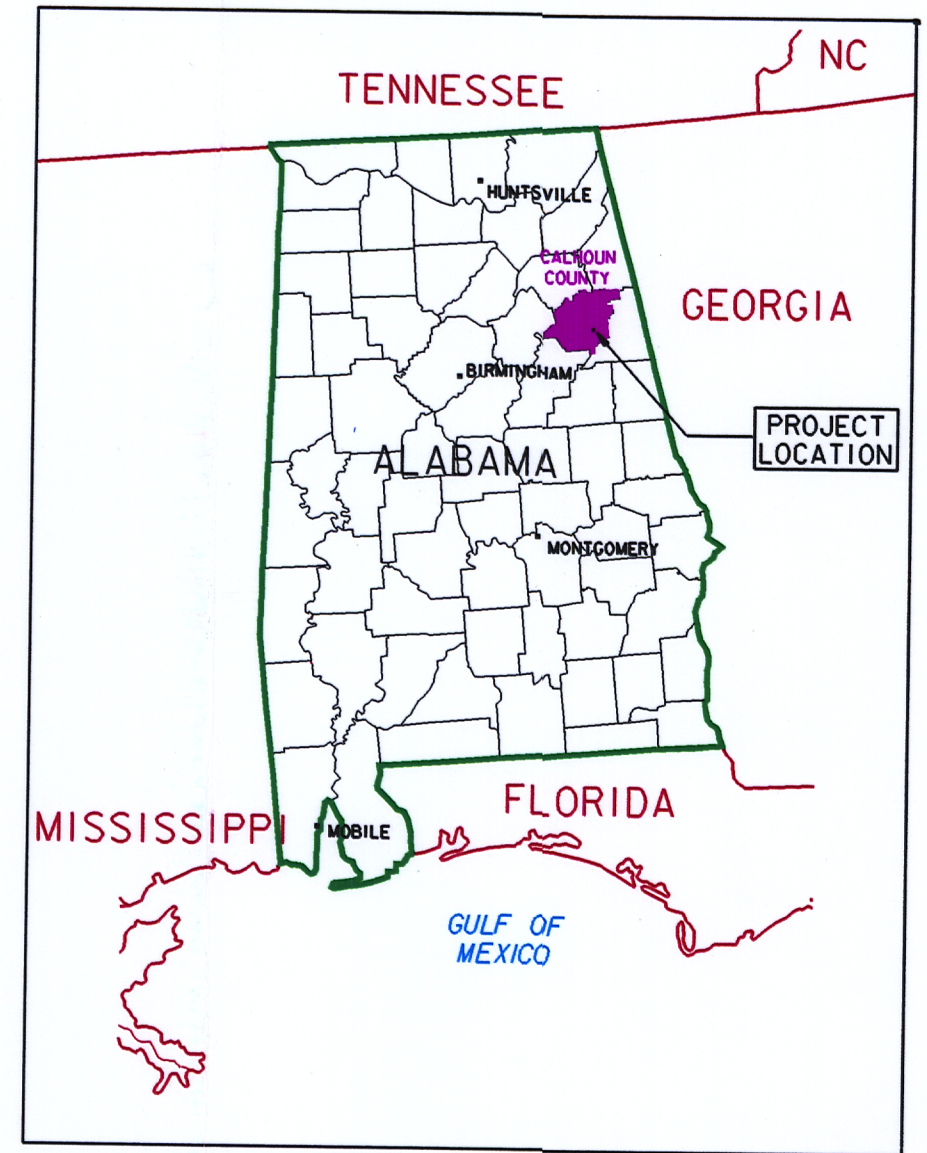 NC
TENNESSEE
HUNTSVILLE
CALHOUN
COUNTY
GEORGIA
BIRMINGHAM
PROJECT
LOCATION
ALABAMA
MONTGOMERY
FLORIDA
MISSISSIPPI
MOBILE
GULF OF
MEXICO